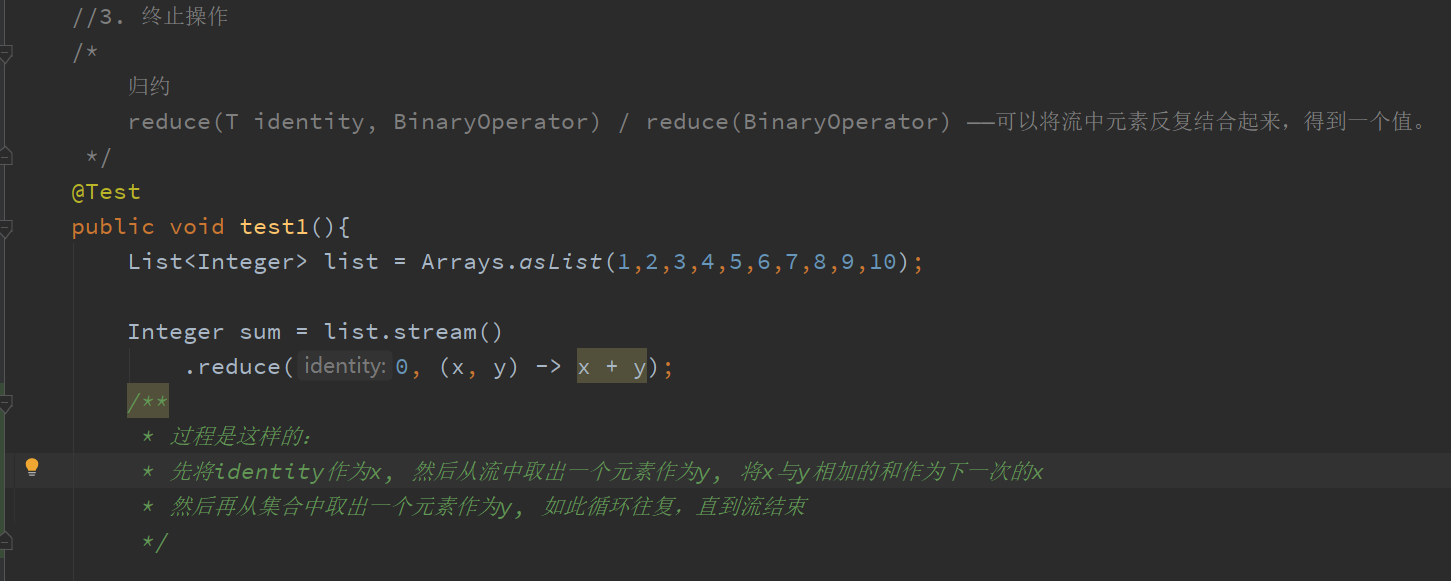 //3. 终止操作
/*
归约
reduce(T identity, BinaryOperator) / reduce(BinaryOperator) ——可以将流中元素反复结合起来，得到一个值。
*/
@Test
public void test1(){
List<Integer> list = Arrays.asList(1,2,3,4,5,6,7,8,9,10);
Integer sum = list.stream()
.reduce( identity: 0, (x, y) -> x + y);
/**
* 过程是这样的：
* 先将identity作为x, 然后从流中取出一个元素作为y, 将x与y相加的和作为下一次的x
* 然后再从集合中取出一个元素作为y, 如此循环往复，直到流结束
*/